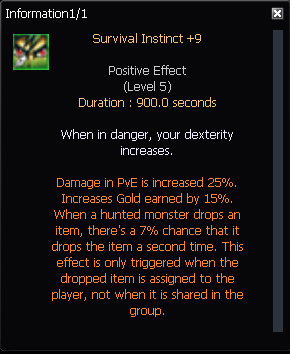 Information1/1
Survival Instinct +9
Positive Effect
(Level 5)
Duration : 900.0 seconds
When in danger, your dexterity
increases.
Damage in PvE is increased 25%.
Increases Gold earned by 15%.
When a hunted monster drops an
item, there's a 7% chance that it
drops the item a second time. This
effect is only triggered when the
dropped item is assigned to the
player, not when it is shared in the
group.